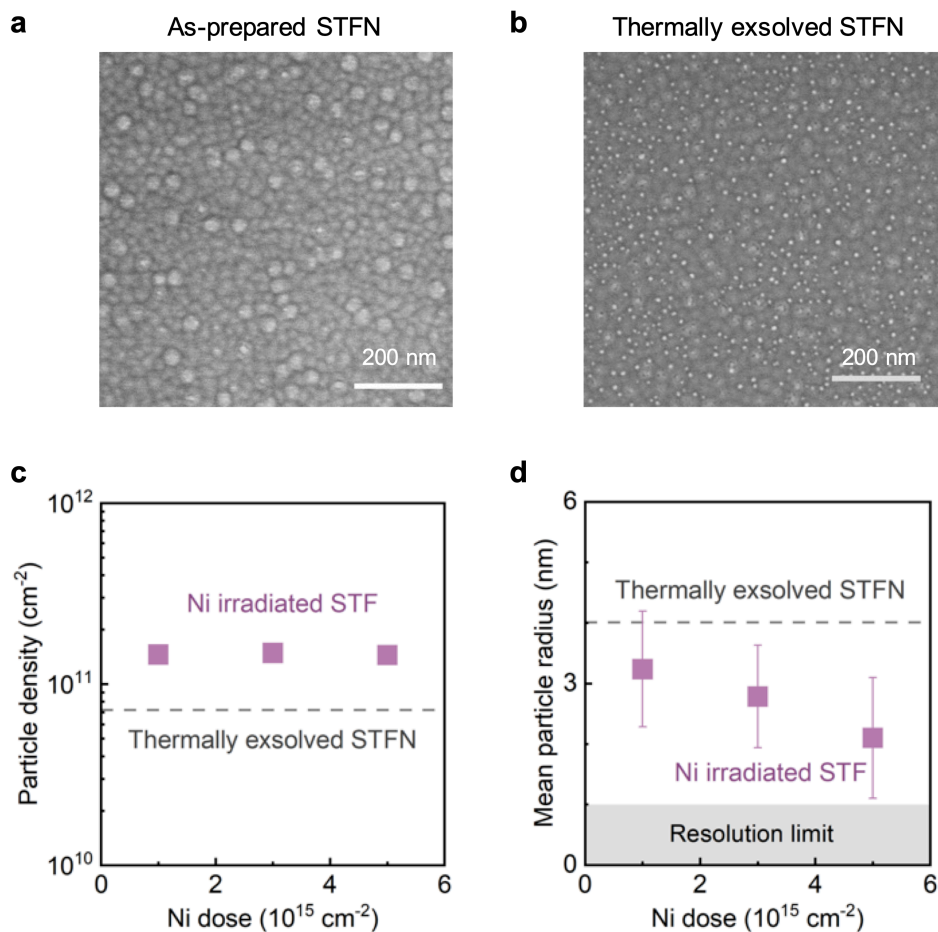 a
As-prepared STFN
200 nm
b
Thermally exsolved STFN
200 nm
c
Particle density (cm⁻²)
10¹²
10¹¹
10¹⁰
Ni irradiated STF
Thermally exsolved STFN
0
2
4
6
Ni dose (10¹⁵ cm⁻²)
d
Mean particle radius (nm)
6
3
0
Thermally exsolved STFN
Ni irradiated STF
Resolution limit
0
2
4
6
Ni dose (10¹⁵ cm⁻²)